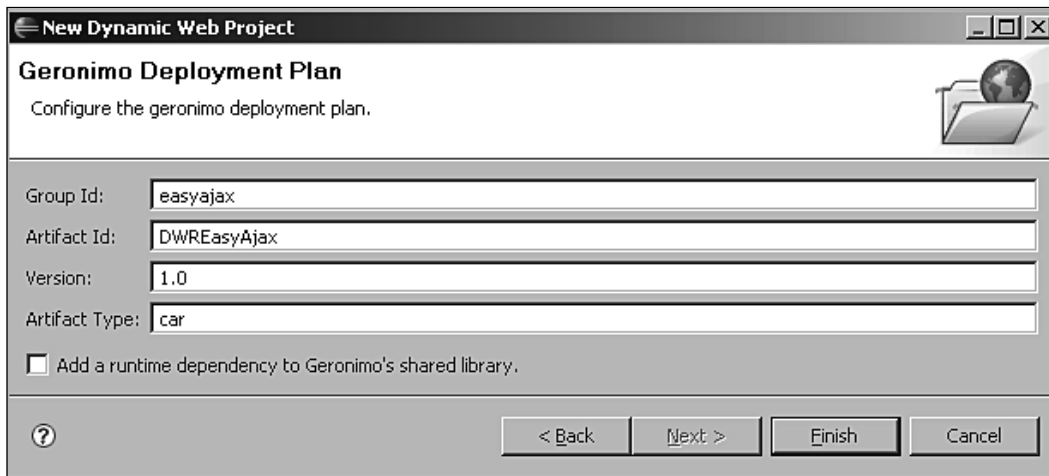 New Dynamic Web Project
Geronimo Deployment Plan
Configure the geronimo deployment plan.
Group Id: easyajax
Artifact Id: DWREasyAjax
Version: 1.0
Artifact Type: car
Add a runtime dependency to Geronimo's shared library.
? < Back Next > Finish Cancel